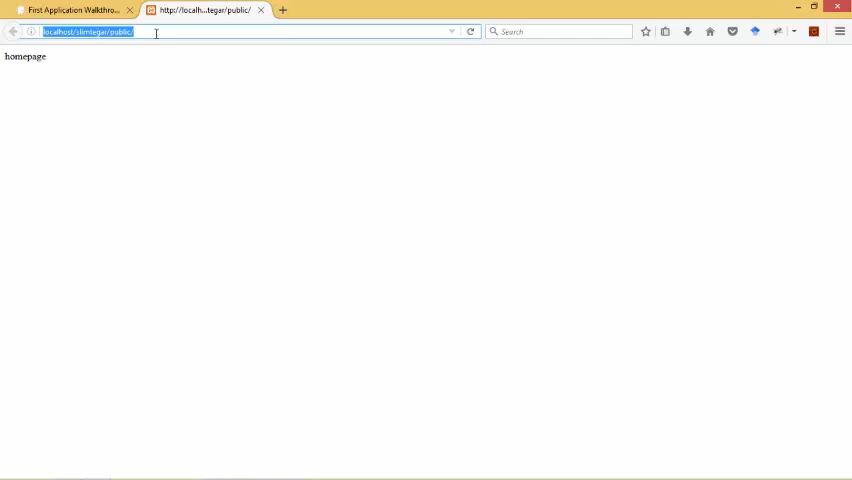 First Application Walkthro...
http://localh...tegar/public/
localhost/slimtegar/public/
Search
homepage